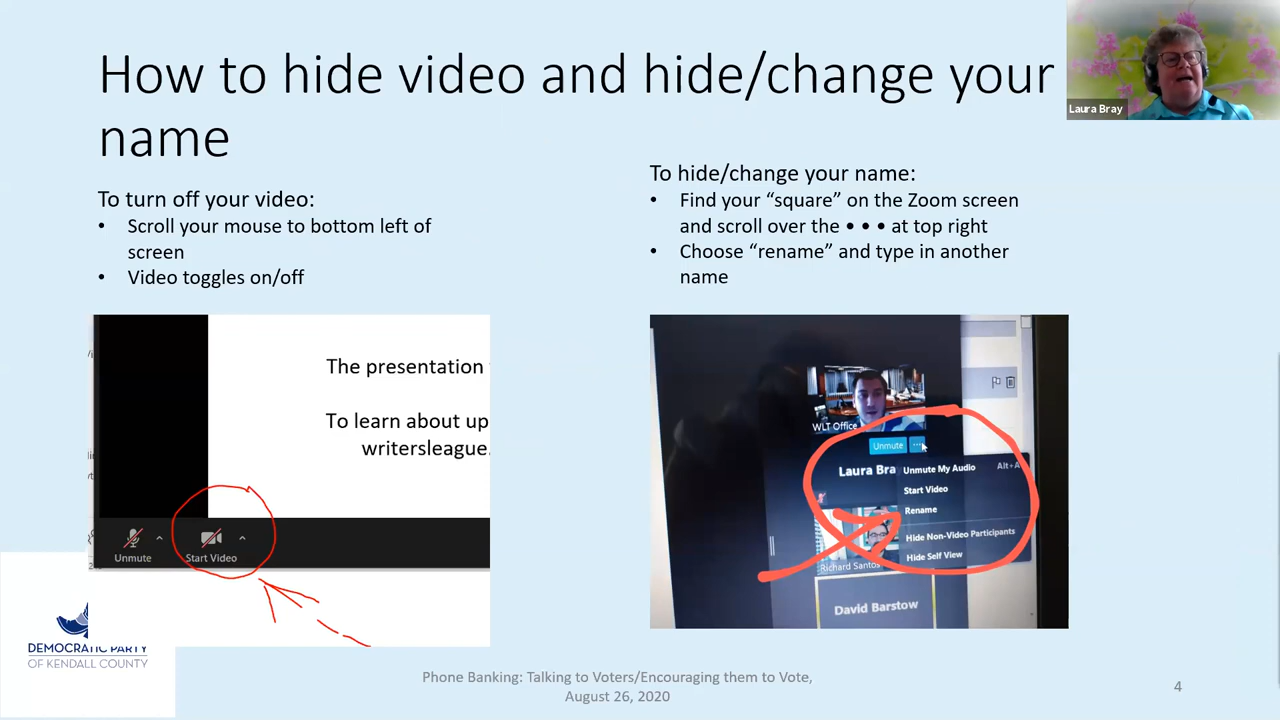 How to hide video and hide/change your
name
Laura Bray
To turn off your video:
• Scroll your mouse to bottom left of
screen
• Video toggles on/off
To hide/change your name:
• Find your “square” on the Zoom screen
and scroll over the • • • at top right
• Choose “rename” and type in another
name
The presentation
To learn about up
writersleague.
Unmute
Start Video
WLT Office
Unmute
Laura Bra
Unmute My Audio
Alt+A
Start Video
Rename
Hide Non-Video Participants
Hide Self View
Richard Santos
David Barstow
DEMOCRATIC PARTY
OF KENDALL COUNTY
Phone Banking: Talking to Voters/Encouraging them to Vote,
August 26, 2020
4